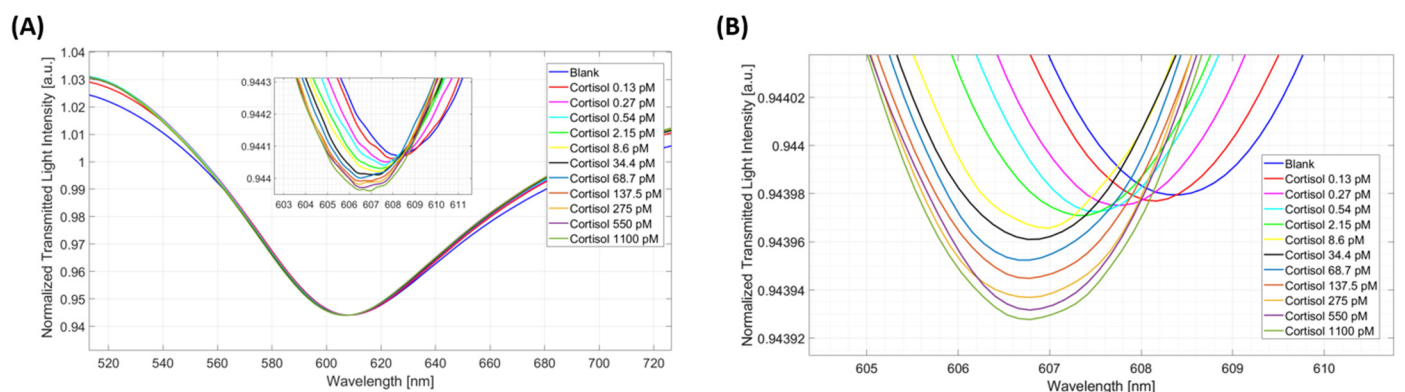 (A)
Normalized Transmitted Light Intensity [a.u.]
1.04
1.03
1.02
1.01
1
0.99
0.98
0.97
0.96
0.95
0.94
520
540
560
580
600
620
640
660
680
700
720
Wavelength [nm]
0.9443
0.9442
0.9441
0.944
603
604
605
606
607
608
609
610
611
Blank
Cortisol 0.13 pM
Cortisol 0.27 pM
Cortisol 0.54 pM
Cortisol 2.15 pM
Cortisol 8.6 pM
Cortisol 34.4 pM
Cortisol 68.7 pM
Cortisol 137.5 pM
Cortisol 275 pM
Cortisol 550 pM
Cortisol 1100 pM
(B)
Normalized Transmitted Light Intensity [a.u.]
0.94402
0.944
0.94398
0.94396
0.94394
0.94392
605
606
607
608
609
610
Wavelength [nm]
Blank
Cortisol 0.13 pM
Cortisol 0.27 pM
Cortisol 0.54 pM
Cortisol 2.15 pM
Cortisol 8.6 pM
Cortisol 34.4 pM
Cortisol 68.7 pM
Cortisol 137.5 pM
Cortisol 275 pM
Cortisol 550 pM
Cortisol 1100 pM